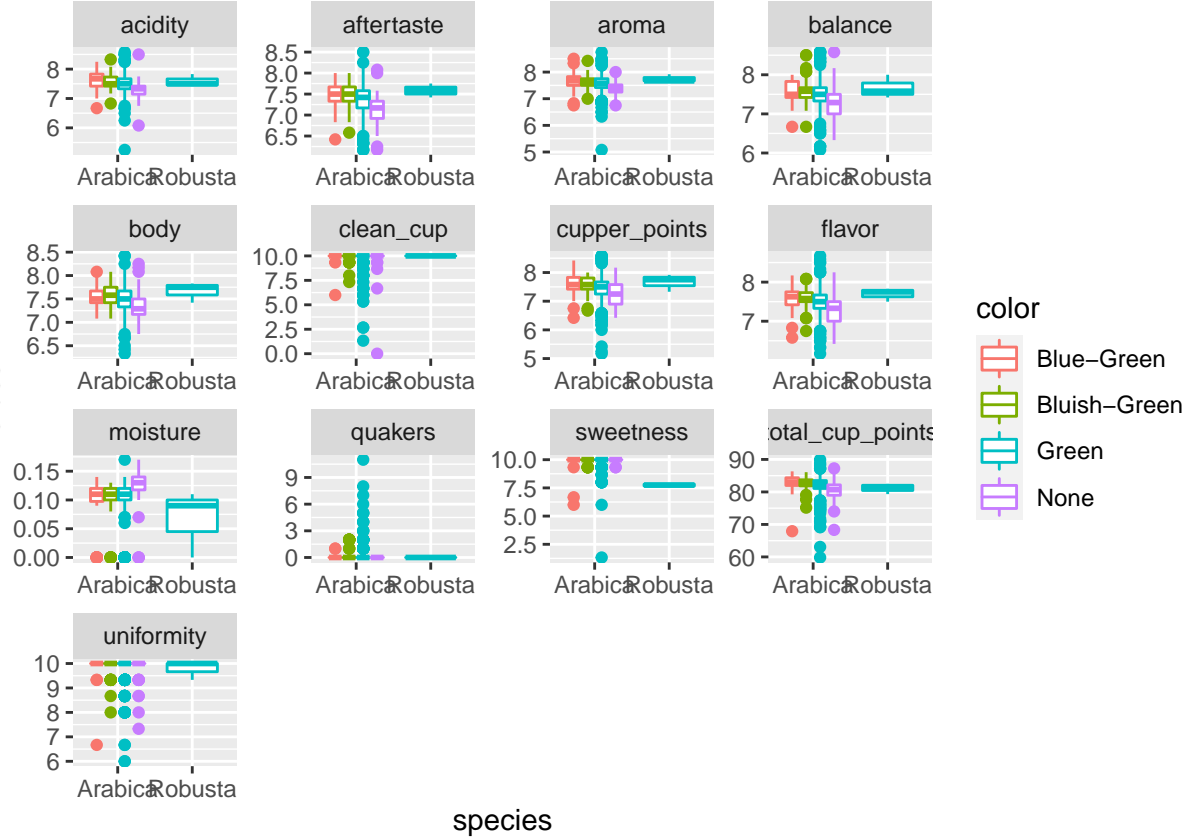 acidity
aftertaste
aroma
balance
8
7
6
8.5
8.0
7.5
7.0
6.5
8
7
6
5
8
7
6
Arabica Robusta
Arabica Robusta
Arabica Robusta
Arabica Robusta
body
clean_cup
cupper_points
flavor
8.5
8.0
7.5
7.0
6.5
10.0
7.5
5.0
2.5
0.0
8
7
6
5
8
7
Arabica Robusta
Arabica Robusta
Arabica Robusta
Arabica Robusta
moisture
quakers
sweetness
total_cup_points
0.15
0.10
0.05
0.00
9
6
3
0
10.0
7.5
5.0
2.5
90
80
70
60
Arabica Robusta
Arabica Robusta
Arabica Robusta
Arabica Robusta
uniformity
10
9
8
7
6
Arabica Robusta
species
color
Blue−Green
Bluish−Green
Green
None